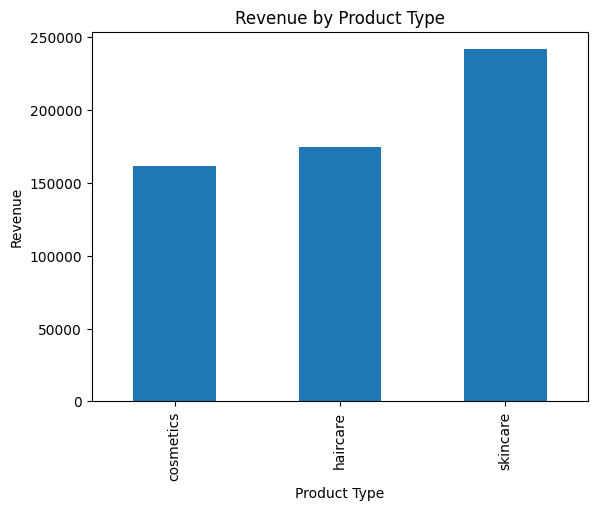 Revenue by Product Type
250000
200000
150000
100000
50000
0
Revenue
cosmetics
haircare
skincare
Product Type